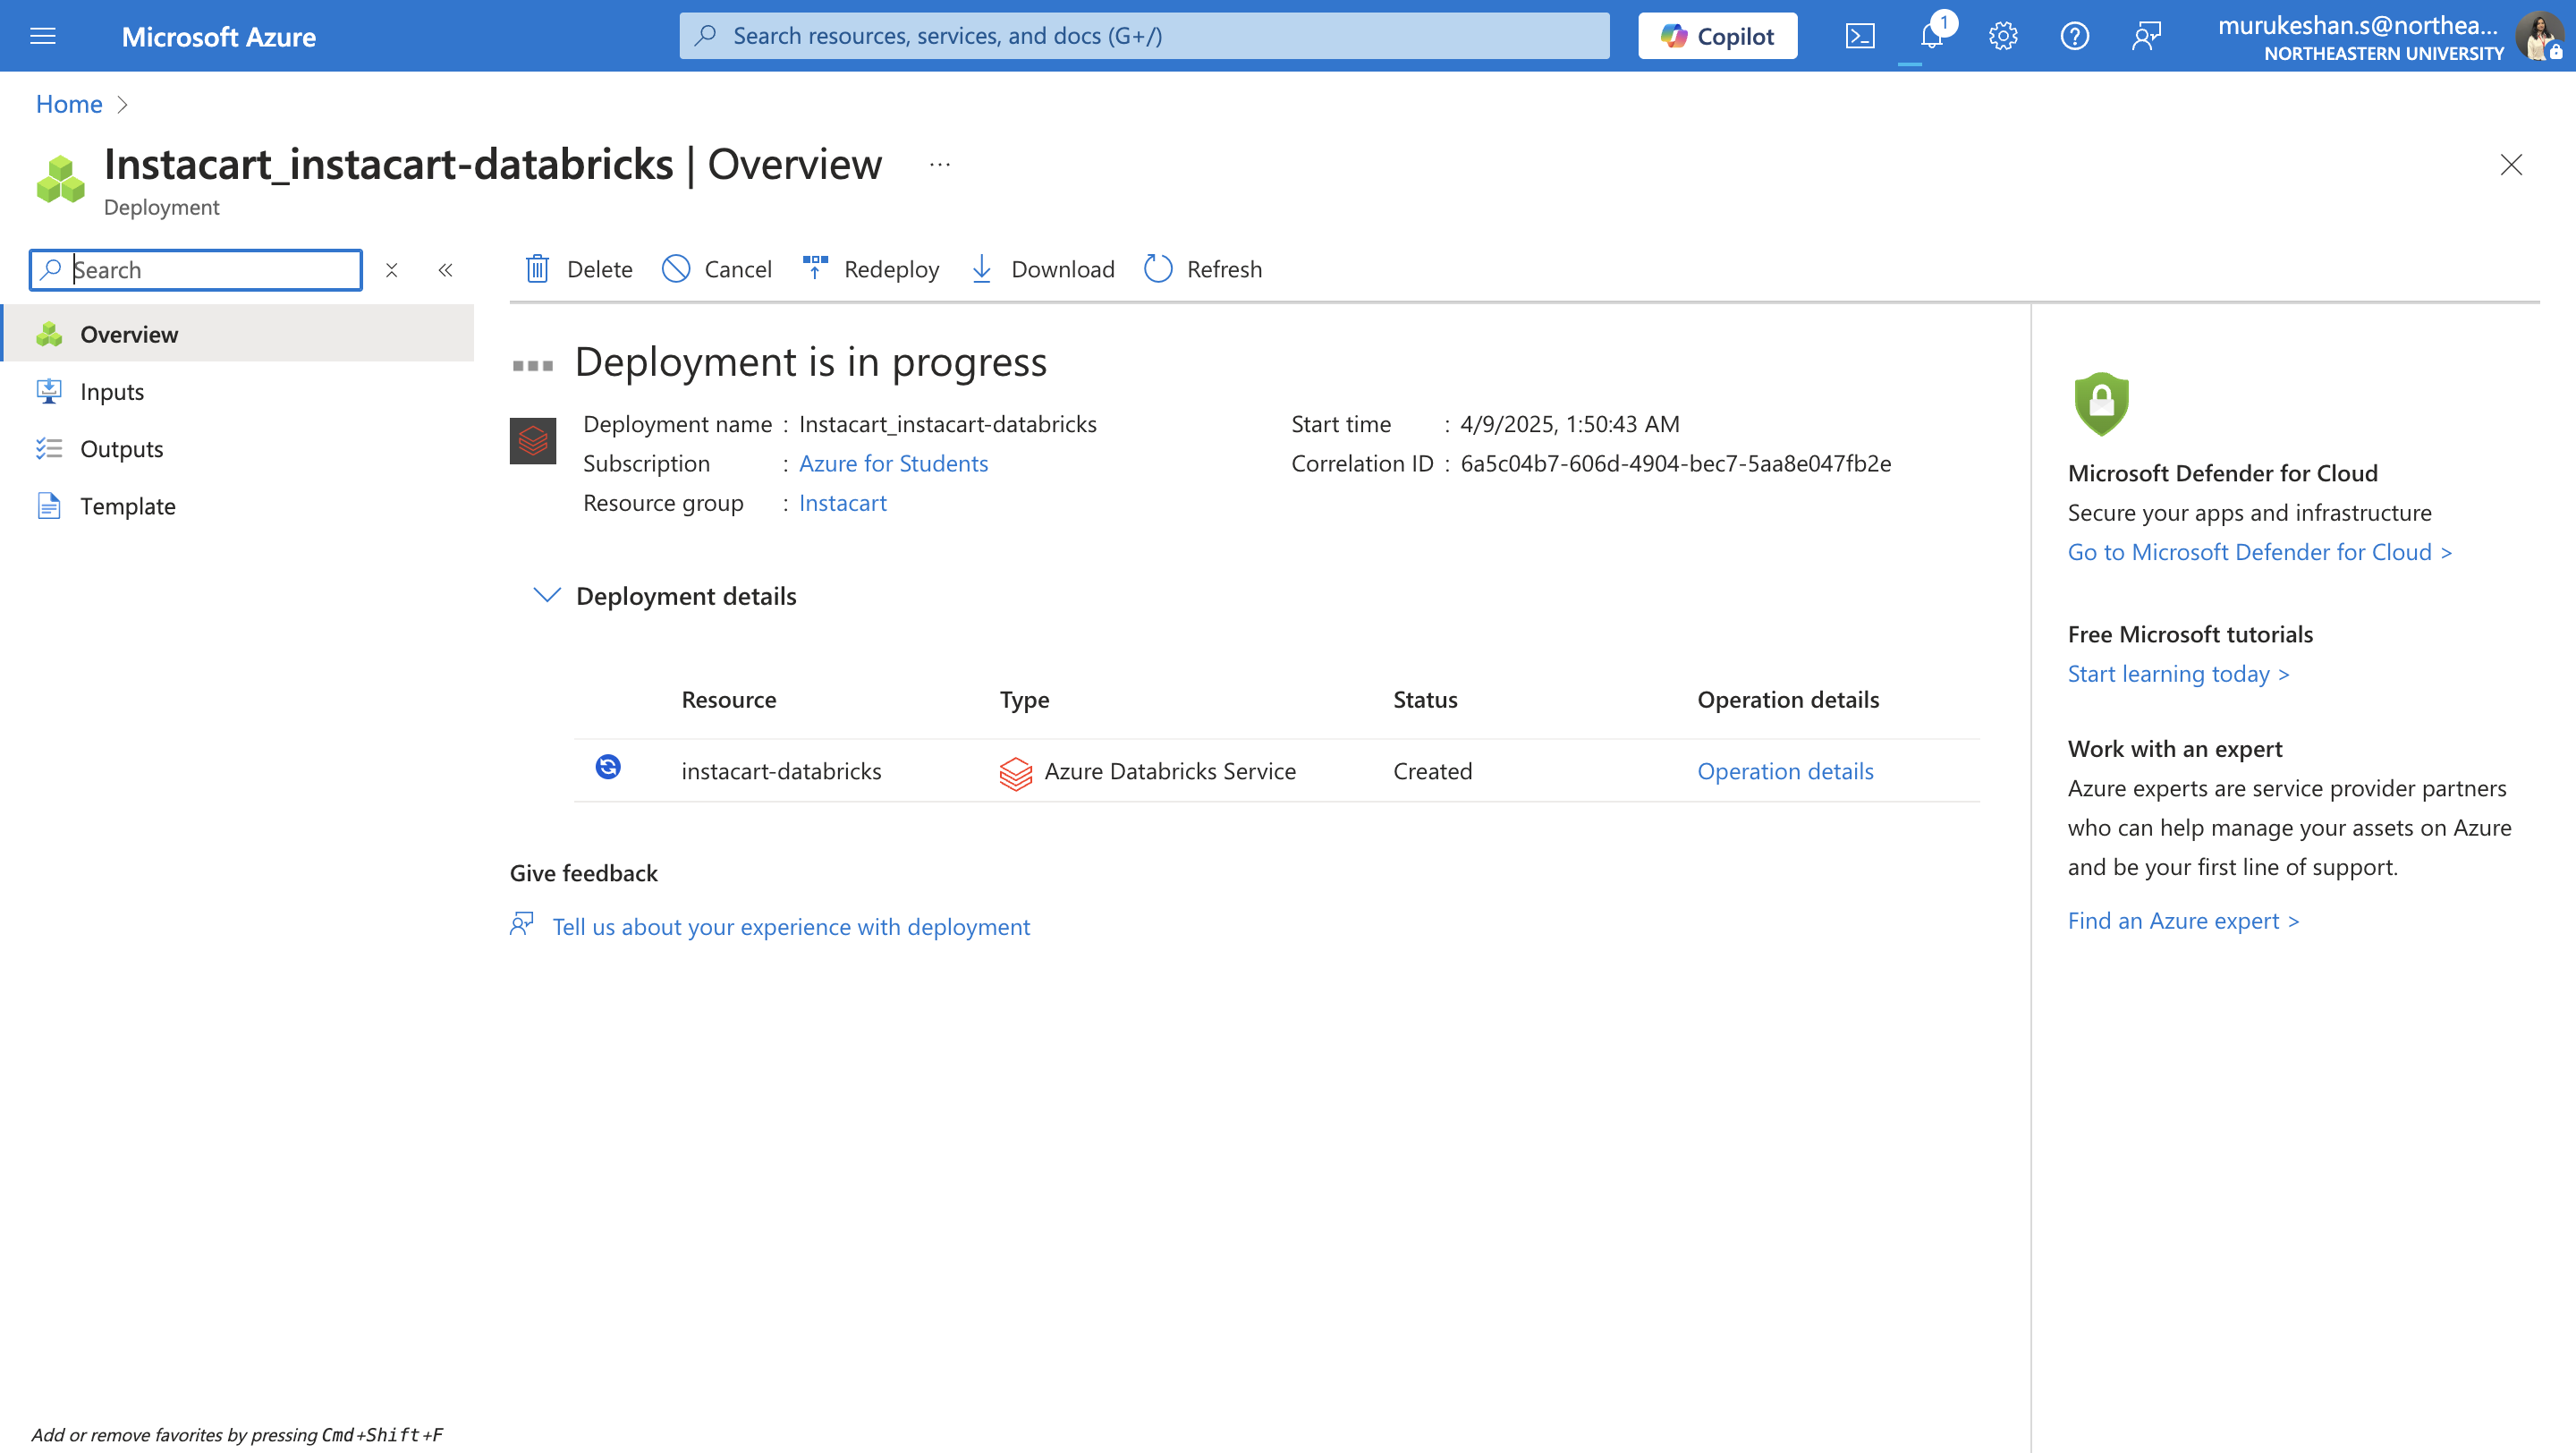 Microsoft Azure
Search resources, services, and docs (G+/)
Copilot
1
murukeshan.s@northea...
NORTHEASTERN UNIVERSITY
Home
Instacart_instacart-databricks | Overview ...
Deployment
Search
Delete
Cancel
Redeploy
Download
Refresh
Overview
Inputs
Outputs
Template
Deployment is in progress
Deployment name : Instacart_instacart-databricks
Subscription : Azure for Students
Resource group : Instacart
Start time : 4/9/2025, 1:50:43 AM
Correlation ID : 6a5c04b7-606d-4904-bec7-5aa8e047fb2e
Deployment details
Resource Type Status Operation details
instacart-databricks Azure Databricks Service Created Operation details
Give feedback
Tell us about your experience with deployment
Microsoft Defender for Cloud
Secure your apps and infrastructure
Go to Microsoft Defender for Cloud >
Free Microsoft tutorials
Start learning today >
Work with an expert
Azure experts are service provider partners
who can help manage your assets on Azure
and be your first line of support.
Find an Azure expert >
Add or remove favorites by pressing Cmd+Shift+F